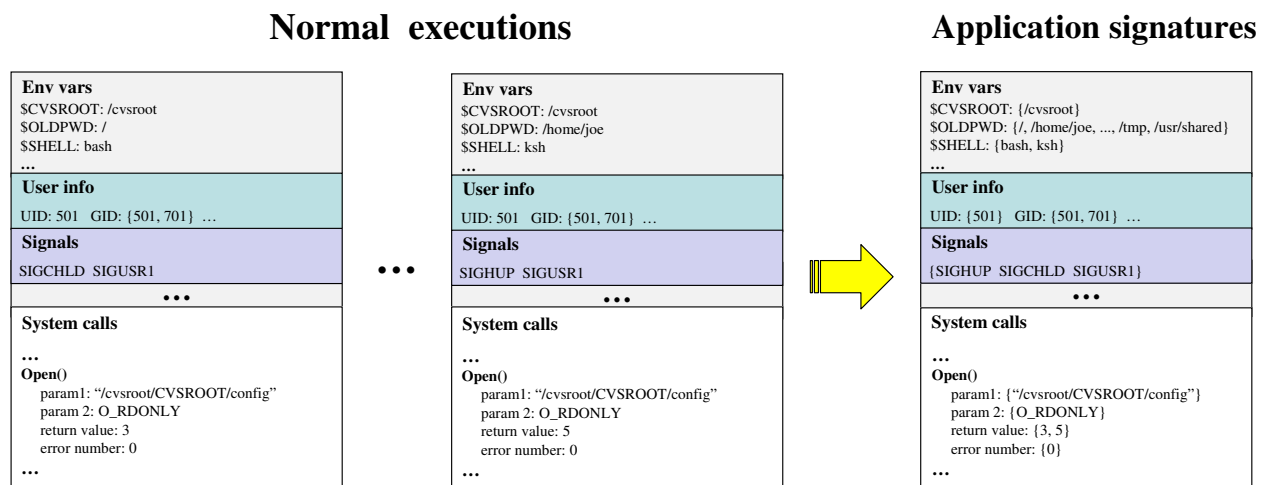 Normal executions
Application signatures
Env vars
$CVSROOT: /cvsroot
$OLDPWD: /
$SHELL: bash
...
User info
UID: 501 GID: {501, 701} …
Signals
SIGCHLD SIGUSR1
...
System calls
...
Open()
param1: “/cvsroot/CVSROOT/config”
param 2: O_RDONLY
return value: 3
error number: 0
...
...
Env vars
$CVSROOT: /cvsroot
$OLDPWD: /home/joe
$SHELL: ksh
...
User info
UID: 501 GID: {501, 701} …
Signals
SIGHUP SIGUSR1
...
System calls
...
Open()
param1: “/cvsroot/CVSROOT/config”
param 2: O_RDONLY
return value: 5
error number: 0
...
Env vars
$CVSROOT: {/cvsroot}
$OLDPWD: {/, /home/joe, ..., /tmp, /usr/shared}
$SHELL: {bash, ksh}
...
User info
UID: {501} GID: {501, 701} …
Signals
{SIGHUP SIGCHLD SIGUSR1}
...
System calls
...
Open()
param1: {“/cvsroot/CVSROOT/config”}
param 2: {O_RDONLY}
return value: {3, 5}
error number: {0}
...